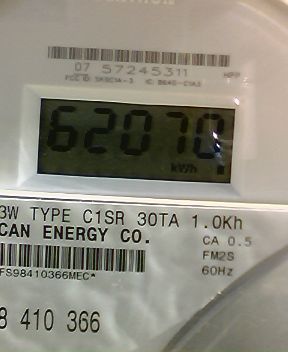 07 57245311
62070
kWh
3W TYPE C1SR 30TA 1.0Kh
CAN ENERGY CO.
CA 0.5
FM2S
60Hz
FS98410366MEC*
8 410 366